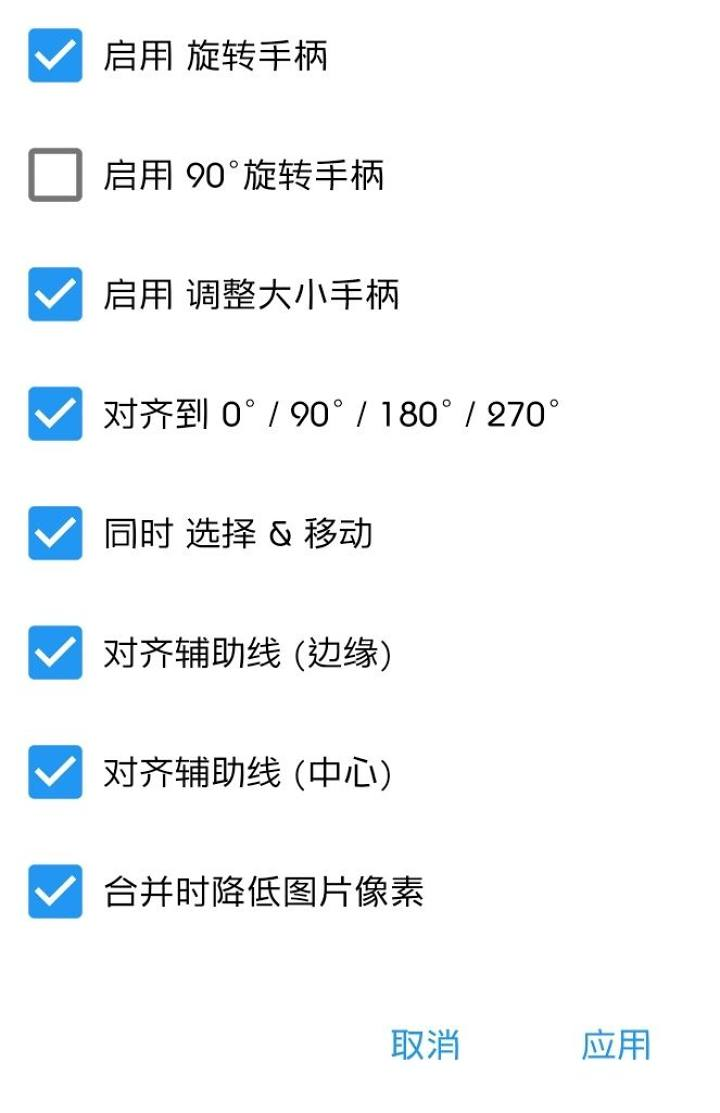 启用 旋转手柄
启用 90°旋转手柄
启用 调整大小手柄
对齐到 0° / 90° / 180° / 270°
同时 选择 & 移动
对齐辅助线 (边缘)
对齐辅助线 (中心)
合并时降低图片像素
取消 应用